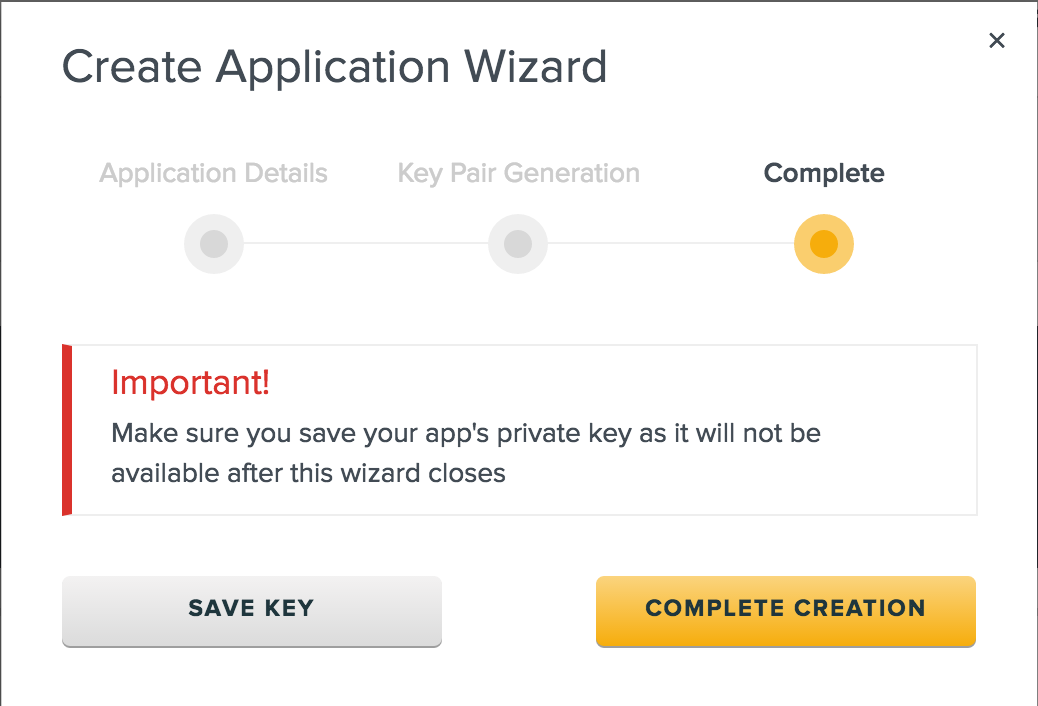 Create Application Wizard
Application Details
Key Pair Generation
Complete
Important!
Make sure you save your app's private key as it will not be
available after this wizard closes
SAVE KEY
COMPLETE CREATION